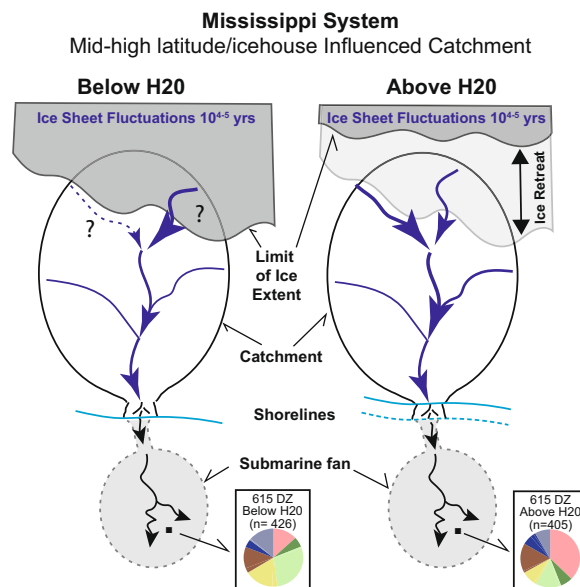 Mississippi System
Mid-high latitude/icehouse Influenced Catchment
Below H20
Above H20
Ice Sheet Fluctuations 10⁴⁻⁵ yrs
Ice Sheet Fluctuations 10⁴⁻⁵ yrs
Ice Retreat
?
?
Limit
of Ice
Extent
Catchment
Shorelines
Submarine fan
615 DZ
Below H20
(n= 426)
615 DZ
Above H20
(n=405)